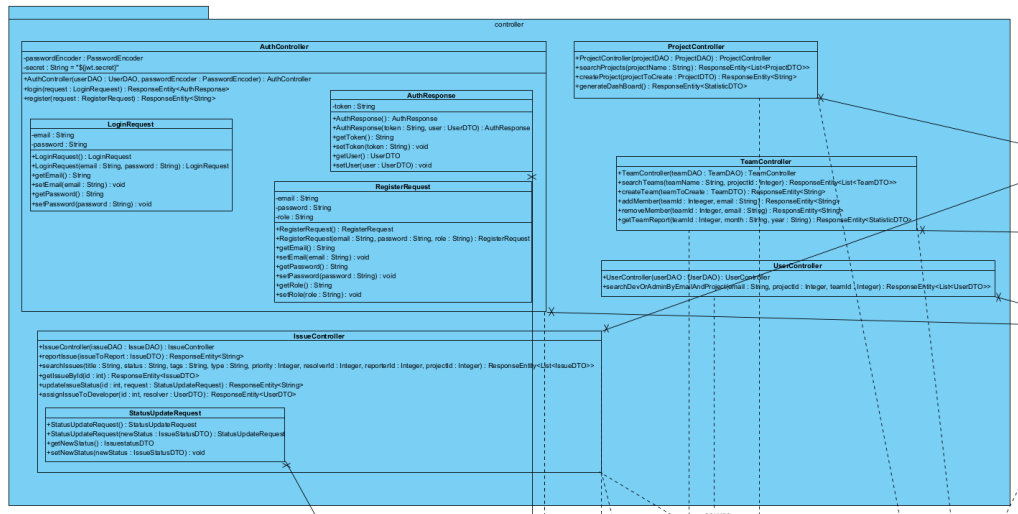 controller
AuthController
-passwordEncoder : PasswordEncoder
-secret : String = "${jwt.secret}"
+AuthController(userDAO : UserDAO, passwordEncoder : PasswordEncoder) : AuthController
+login(request : LoginRequest) : ResponseEntity<AuthResponse>
+register(request : RegisterRequest) : ResponseEntity<String>
AuthResponse
-token : String
+AuthResponse() : AuthResponse
+AuthResponse(token : String, user : UserDTO) : AuthResponse
+getToken() : String
+setToken(token : String) : void
+getUser() : UserDTO
+setUser(user : UserDTO) : void
LoginRequest
-email : String
-password : String
+LoginRequest() : LoginRequest
+LoginRequest(email : String, password : String) : LoginRequest
+getEmail() : String
+setEmail(email : String) : void
+getPassword() : String
+setPassword(password : String) : void
RegisterRequest
-email : String
-password : String
-role : String
+RegisterRequest() : RegisterRequest
+RegisterRequest(email : String, password : String, role : String) : RegisterRequest
+getEmail() : String
+setEmail(email : String) : void
+getPassword() : String
+setPassword(password : String) : void
+getRole() : String
+setRole(role : String) : void
ProjectController
+ProjectController(projectDAO : ProjectDAO) : ProjectController
+searchProjects(projectName : String) : ResponseEntity<List<ProjectDTO>>
+createProject(projectToCreate : ProjectDTO) : ResponseEntity<String>
+generateDashBoard() : ResponseEntity<StatisticDTO>
TeamController
+TeamController(teamDAO : TeamDAO) : TeamController
+searchTeams(teamName : String, projectId : Integer) : ResponseEntity<List<TeamDTO>>
+createTeam(teamToCreate : TeamDTO) : ResponseEntity<String>
+addMember(teamId : Inteeger, email : String) : ResponseEntity<String>
+removeMember(teamId : Integer, email : String) : ResponsEntity<String>
+getTeamReport(teamId : Integer, month : String, year : String) : ResponseEntity<StatisticDTO>
UserController
+UserController(userDAO : UserDAO) : UserController
+searchDevOrAdminByEmailAndProject(email : String, projectId : Integer, teamId : Integer) : ResponseEntity<List<UserDTO>>
IssueController
+IssueController(issueDAO : IssueDAO) : IssueController
+reportIssue(issueToReport : IssueDTO) : ResponseEntity<String>
+searchIssues(title : String, status : String, tags : String, type : String, priority : Integer, resolverId : Integer, reporterId : Integer, projectId : Integer) : ResponseEntity<List<IssueDTO>>
+getIssueById(id : int) : ResponseEntity<IssueDTO>
+updateIssueStatus(id : int, request : StatusUpdateRequest) : ResponseEntity<String>
+assignIssueToDeveloper(id : int, resolver : UserDTO) : ResponseEntity<UserDTO>
StatusUpdateRequest
+StatusUpdateRequest() : StatusUpdateRequest
+StatusUpdateRequest(newStatus : IssueStatusDTO) : StatusUpdateRequest
+getNewStatus() : IssuestatusDTO
+setNewStatus(newStatus : IssueStatusDTO) : void